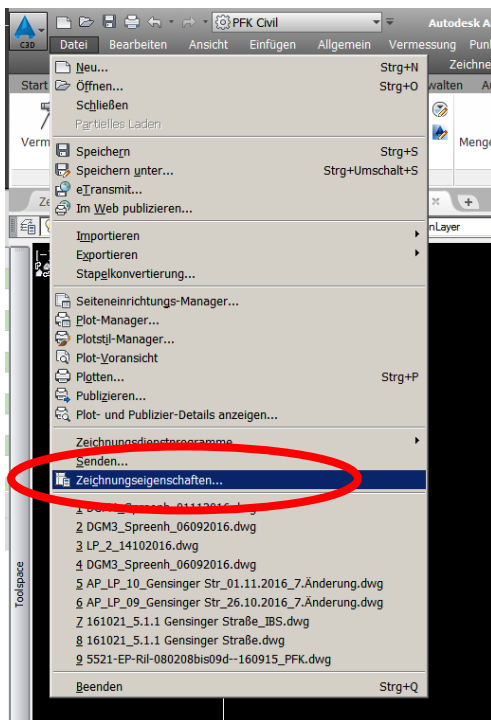 PFK Civil
Autodesk A
C3D
Datei Bearbeiten Ansicht Einfügen Allgemein Vermessung Punk
Zeichne
Start
walten
Neu... Strg+N
Öffnen... Strg+O
Schließen
Partielles Laden
Verm
Menge
Speichern Strg+S
Speichern unter... Strg+Umschalt+S
eTransmit...
Im Web publizieren...
Ze
nLayer
Importieren
Exportieren
Stapelkonvertierung...
Seiteneinrichtungs-Manager...
Plot-Manager...
Plotstil-Manager...
Plot-Voransicht
Plotten... Strg+P
Publizieren...
Plot- und Publizier-Details anzeigen...
Zeichnungsdienstprogramme
Senden...
Zeichnungseigenschaften...
1 DGM3_Spreenh_01112016.dwg
2 DGM3_Spreenh_06092016.dwg
3 LP_2_14102016.dwg
4 DGM3_Spreenh_06092016.dwg
5 AP_LP_10_Gensinger Str_01.11.2016_7.Änderung.dwg
6 AP_LP_09_Gensinger Str_26.10.2016_7.Änderung.dwg
7 161021_5.1.1 Gensinger Straße_IBS.dwg
8 161021_5.1.1 Gensinger Straße.dwg
9 5521-EP-Ril-080208bis09d--160915_PFK.dwg
Toolspace
Beenden Strg+Q